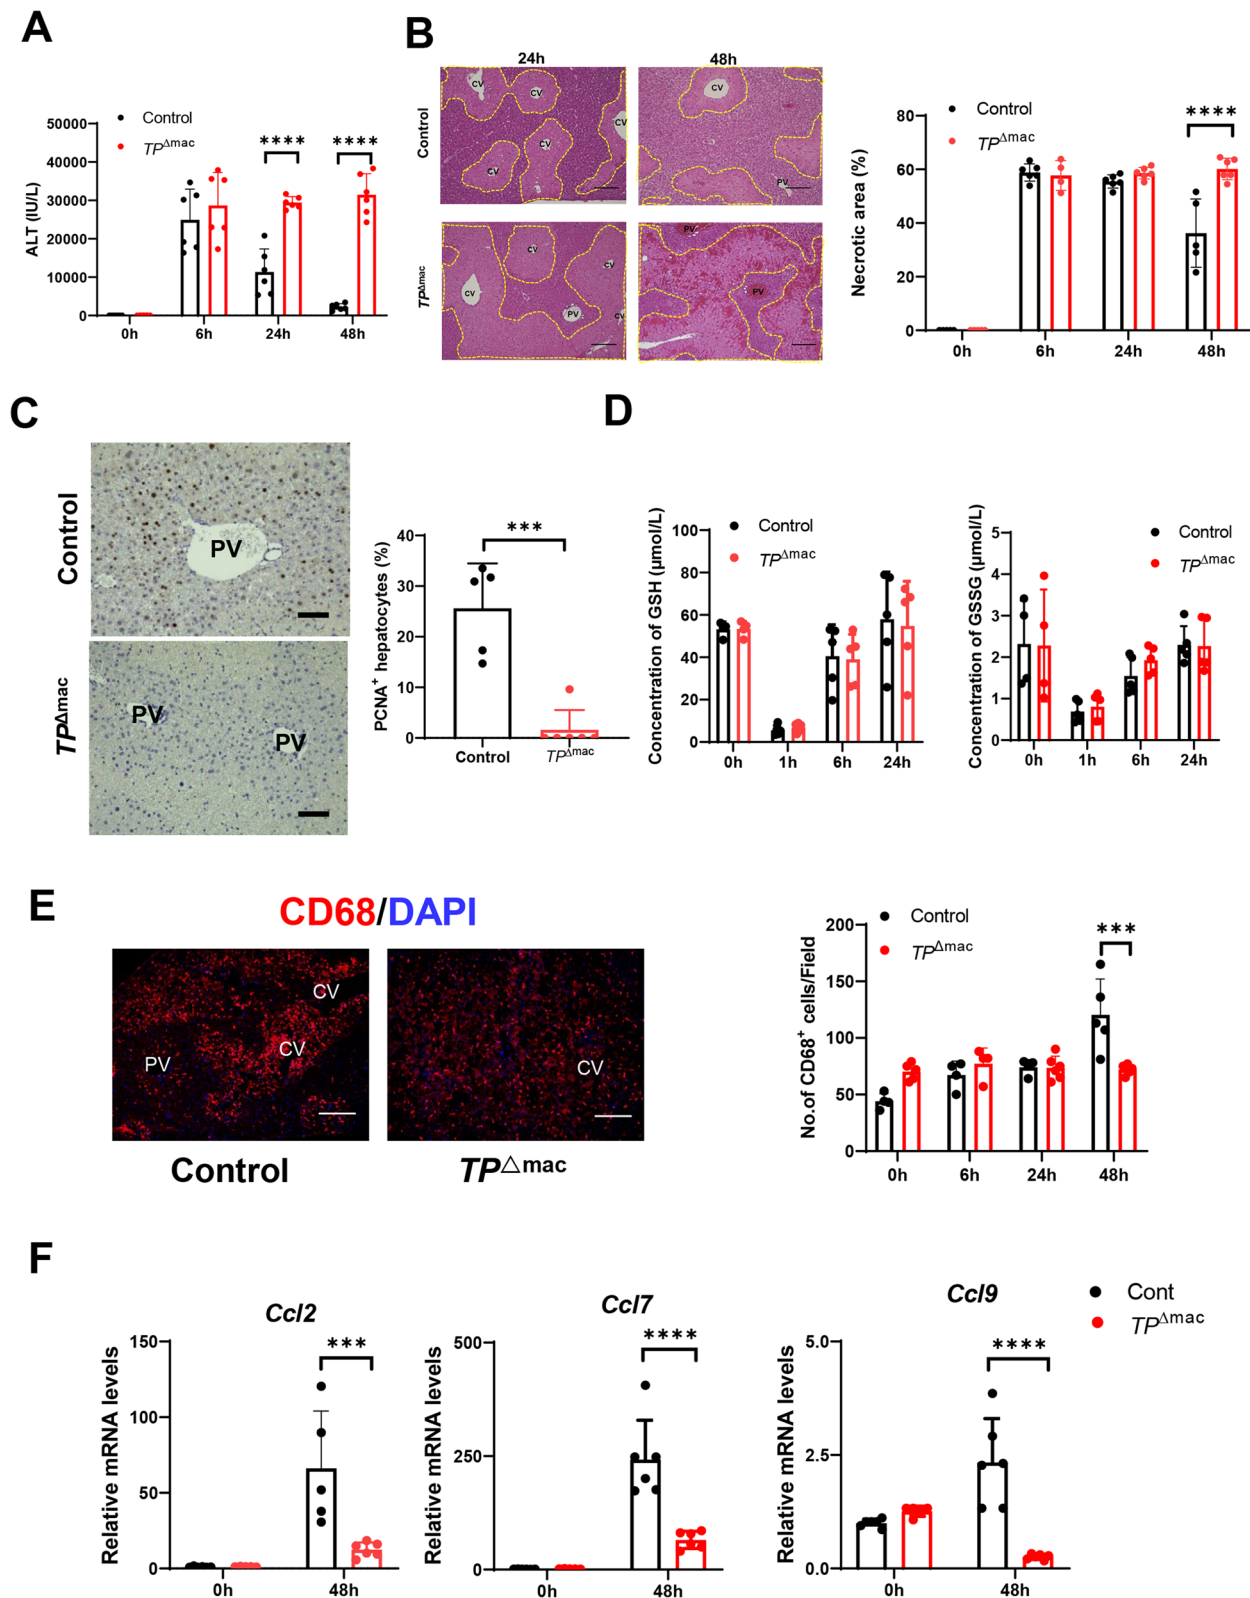 A
ALT (IU/L)
50000
40000
30000
20000
10000
0
Control
TPΔmac
****
****
0h
6h
24h
48h
B
24h
48h
Control
TPΔmac
CV
CV
CV
CV
CV
CV
PV
CV
CV
CV
PV
CV
PV
PV
Necrotic area (%)
80
60
40
20
0
Control
TPΔmac
****
0h
6h
24h
48h
C
Control
PV
TPΔmac
PV
PV
PCNA+ hepatocytes (%)
40
30
20
10
0
***
Control
TPΔmac
D
Concentration of GSH (μmol/L)
100
80
60
40
20
0
Control
TPΔmac
0h
1h
6h
24h
Concentration of GSSG (μmol/L)
5
4
3
2
1
0
Control
TPΔmac
0h
1h
6h
24h
E
CD68/DAPI
CV
CV
PV
CV
Control
TP△mac
No.of CD68+ cells/Field
200
150
100
50
0
Control
TPΔmac
***
0h
6h
24h
48h
F
Ccl2
Relative mRNA levels
150
100
50
0
***
0h
48h
Ccl7
Relative mRNA levels
500
250
0
****
0h
48h
Ccl9
Relative mRNA levels
5.0
2.5
0.0
****
0h
48h
Cont
TPΔmac